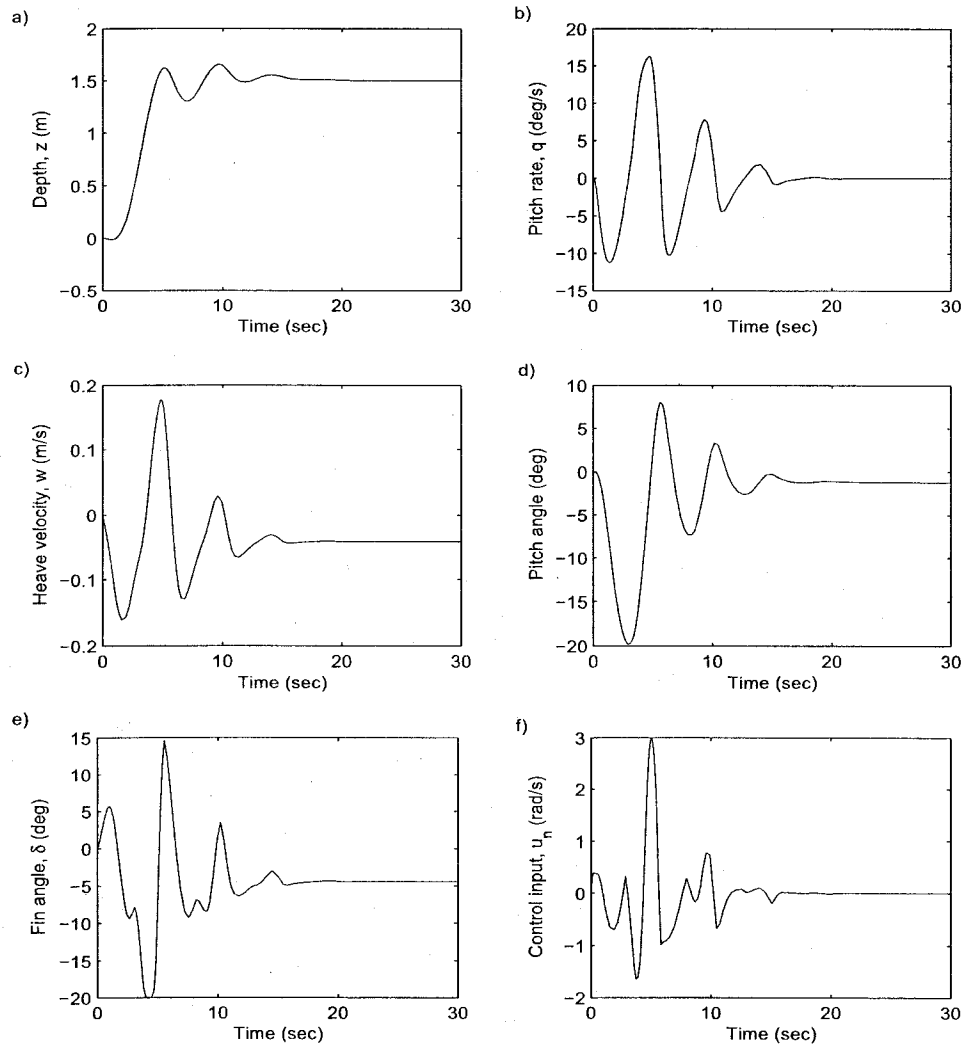 a)
2
1.5
1
0.5
0
−0.5
Depth, z (m)
0 10 20 30
Time (sec)
b)
20
15
10
5
0
−5
−10
−15
Pitch rate, q (deg/s)
0 10 20 30
Time (sec)
c)
0.2
0.1
0
−0.1
−0.2
Heave velocity, w (m/s)
0 10 20 30
Time (sec)
d)
10
5
0
−5
−10
−15
−20
Pitch angle (deg)
0 10 20 30
Time (sec)
e)
15
10
5
0
−5
−10
−15
−20
Fin angle, δ (deg)
0 10 20 30
Time (sec)
f)
3
2
1
0
−1
−2
Control input, u_n (rad/s)
0 10 20 30
Time (sec)